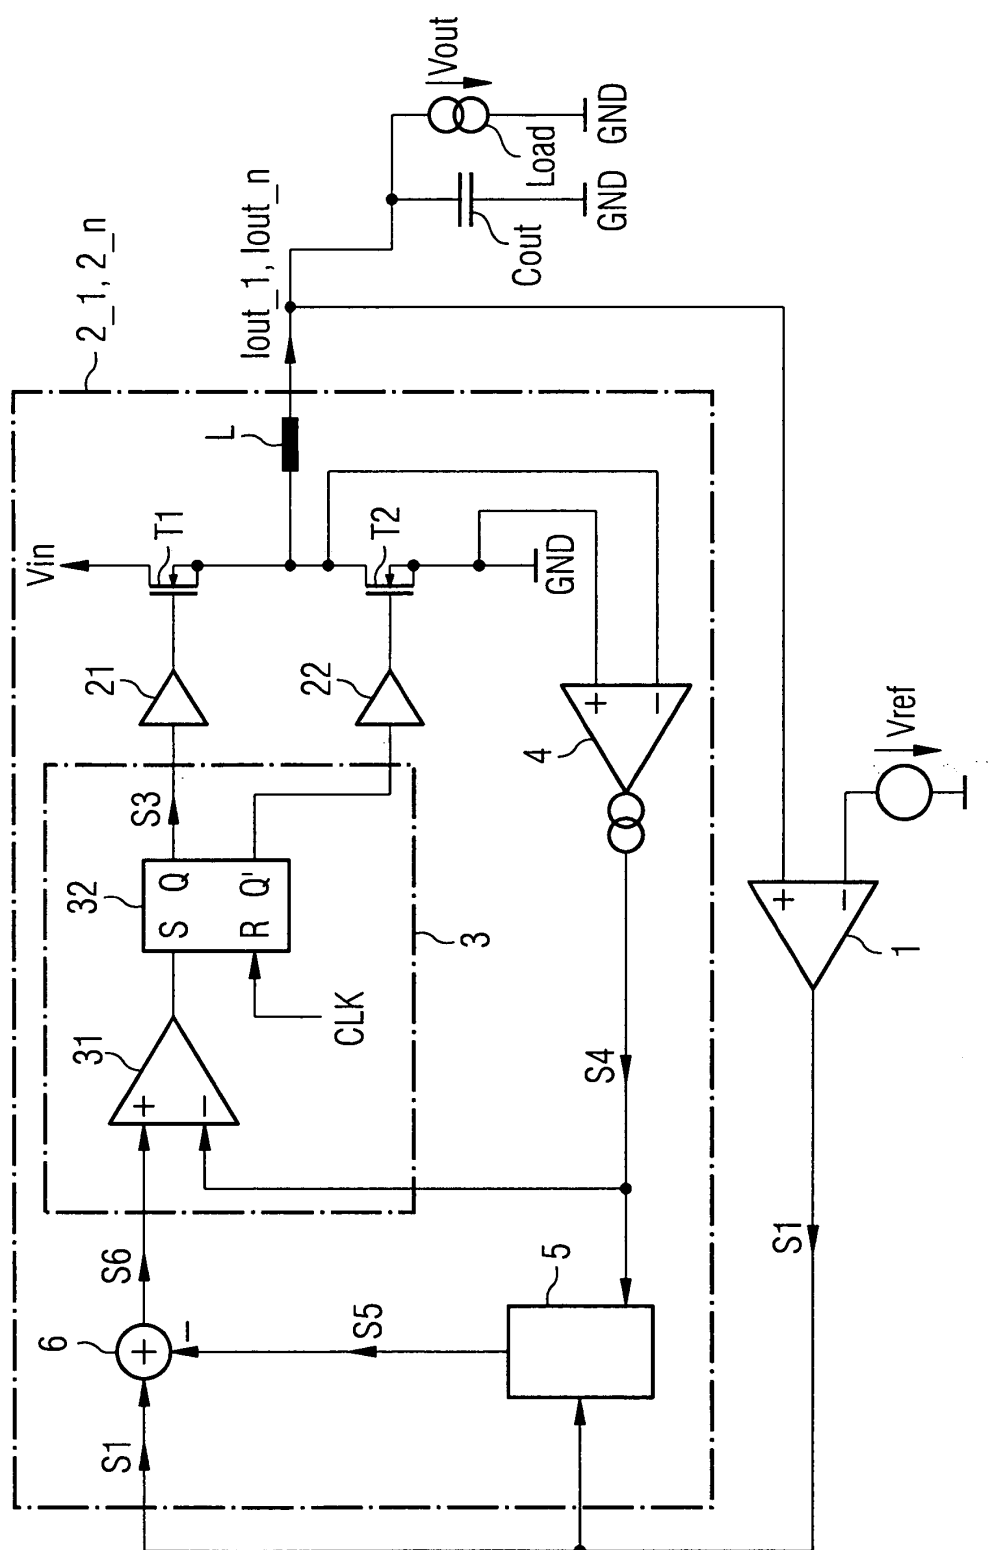 2_1, 2_n
Iout_1, Iout_n
Vout
Load
GND
Cout
GND
L
Vin
T1
T2
GND
21
22
S3
32
S Q
R Q'
3
CLK
31
+
−
4
+
−
S4
Vref
+
−
1
S1
5
S5
6
+
−
S6
S1